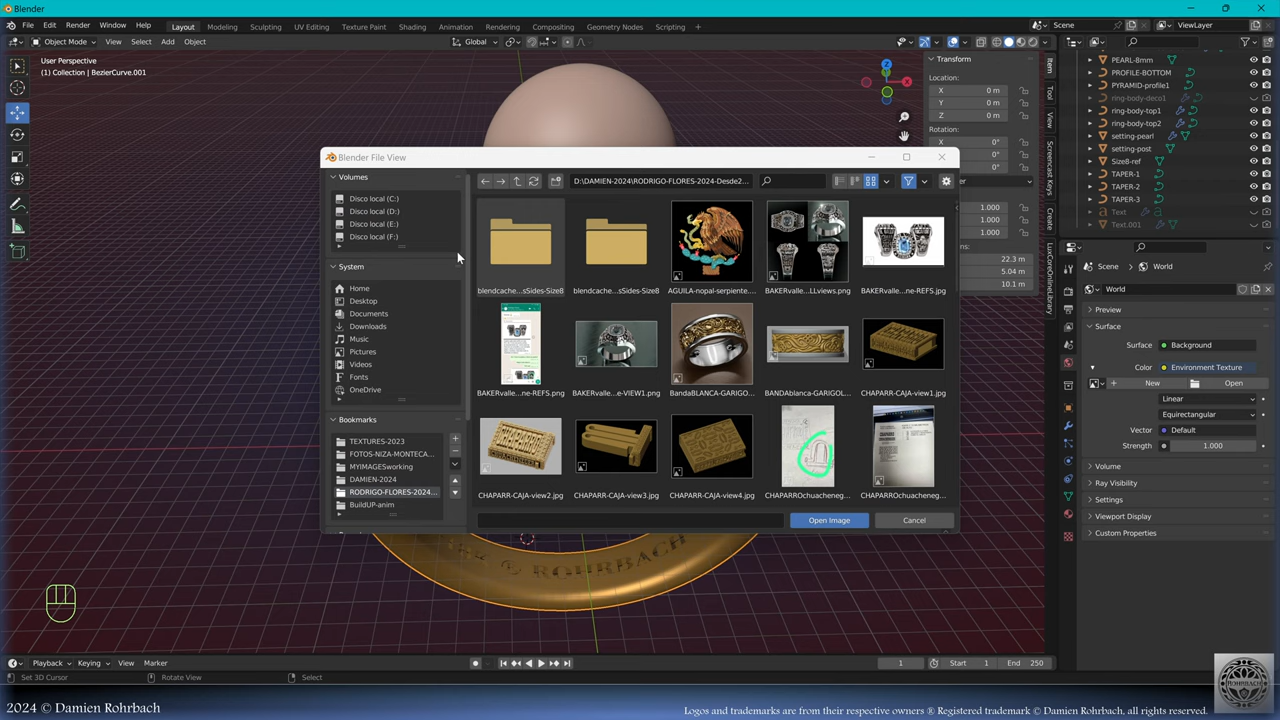 Blender
File Edit Render Window Help Layout Modeling Sculpting UV Editing Texture Paint Shading Animation Rendering Compositing Geometry Nodes Scripting + Scene ViewLayer
Object Mode View Select Add Object Global
User Perspective
(1) Collection | BezierCurve.001
Blender File View
Volumes
Disco local (C:)
Disco local (D:)
Disco local (E:)
Disco local (F:)
System
Home
Desktop
Documents
Downloads
Music
Pictures
Videos
Fonts
OneDrive
Bookmarks
TEXTURES-2023
FOTOS-NIZA-MONTECA...
MYIMAGESworking
DAMIEN-2024
RODRIGO-FLORES-2024...
BuildUP-anim
D:\DAMIEN-2024\RODRIGO-FLORES-2024-Desde2...
blendcache...sSides-Size8 blendcache...sSides-Size8 AGUILA-nopal-serpiente... BAKERvalle...LLviews.png BAKERvalle...ne-REFS.jpg
BAKERvalle...ne-REFS.png BAKERvalle...e-VIEW1.png BandaBLANCA-GARIGO... BANDAblanca-GARIGOL... CHAPARR-CAJA-view1.jpg
CHAPARR-CAJA-view2.jpg CHAPARR-CAJA-view3.jpg CHAPARR-CAJA-view4.jpg CHAPARROchuacheneg... CHAPARROchuacheneg...
Open Image Cancel
® ROHRBACH
Transform
Location:
X 0 m
Y 0 m
Z 0 m
Rotation:
0°
0°
0°
1.000
1.000
1.000
22.3 m
5.04 m
10.1 m
Item
Tool
View
Screencast Keys
LuxCoreOnlineLibrary
PEARL-8mm
PROFILE-BOTTOM
PYRAMID-profile1
ring-body-deco1
ring-body-top1
ring-body-top2
setting-pearl
setting-post
Size8-ref
TAPER-1
TAPER-2
TAPER-3
Text
Text.001
Scene > World
World
Preview
Surface
Surface: Background
Color Environment Texture
New Open
Linear
Equirectangular
Vector Default
Strength 1.000
Volume
Ray Visibility
Settings
Viewport Display
Custom Properties
Playback Keying View Marker 1 Start 1 End 250
Set 3D Cursor Rotate View Select
2024 © Damien Rohrbach
Logos and trademarks are from their respective owners ® Registered trademark © Damien Rohrbach.